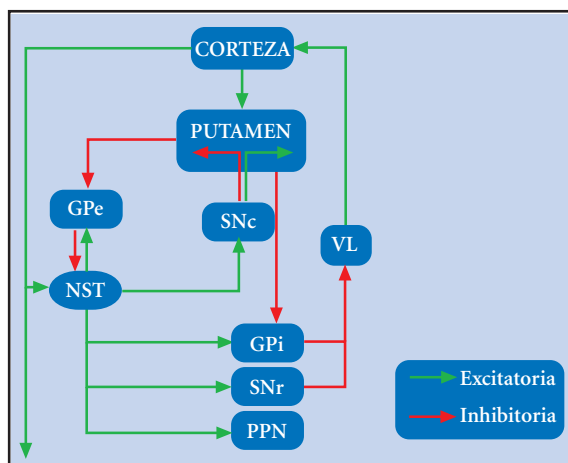 CORTEZA
PUTAMEN
GPe
SNc
VL
NST
GPi
SNr
PPN
Excitatoria
Inhibitoria